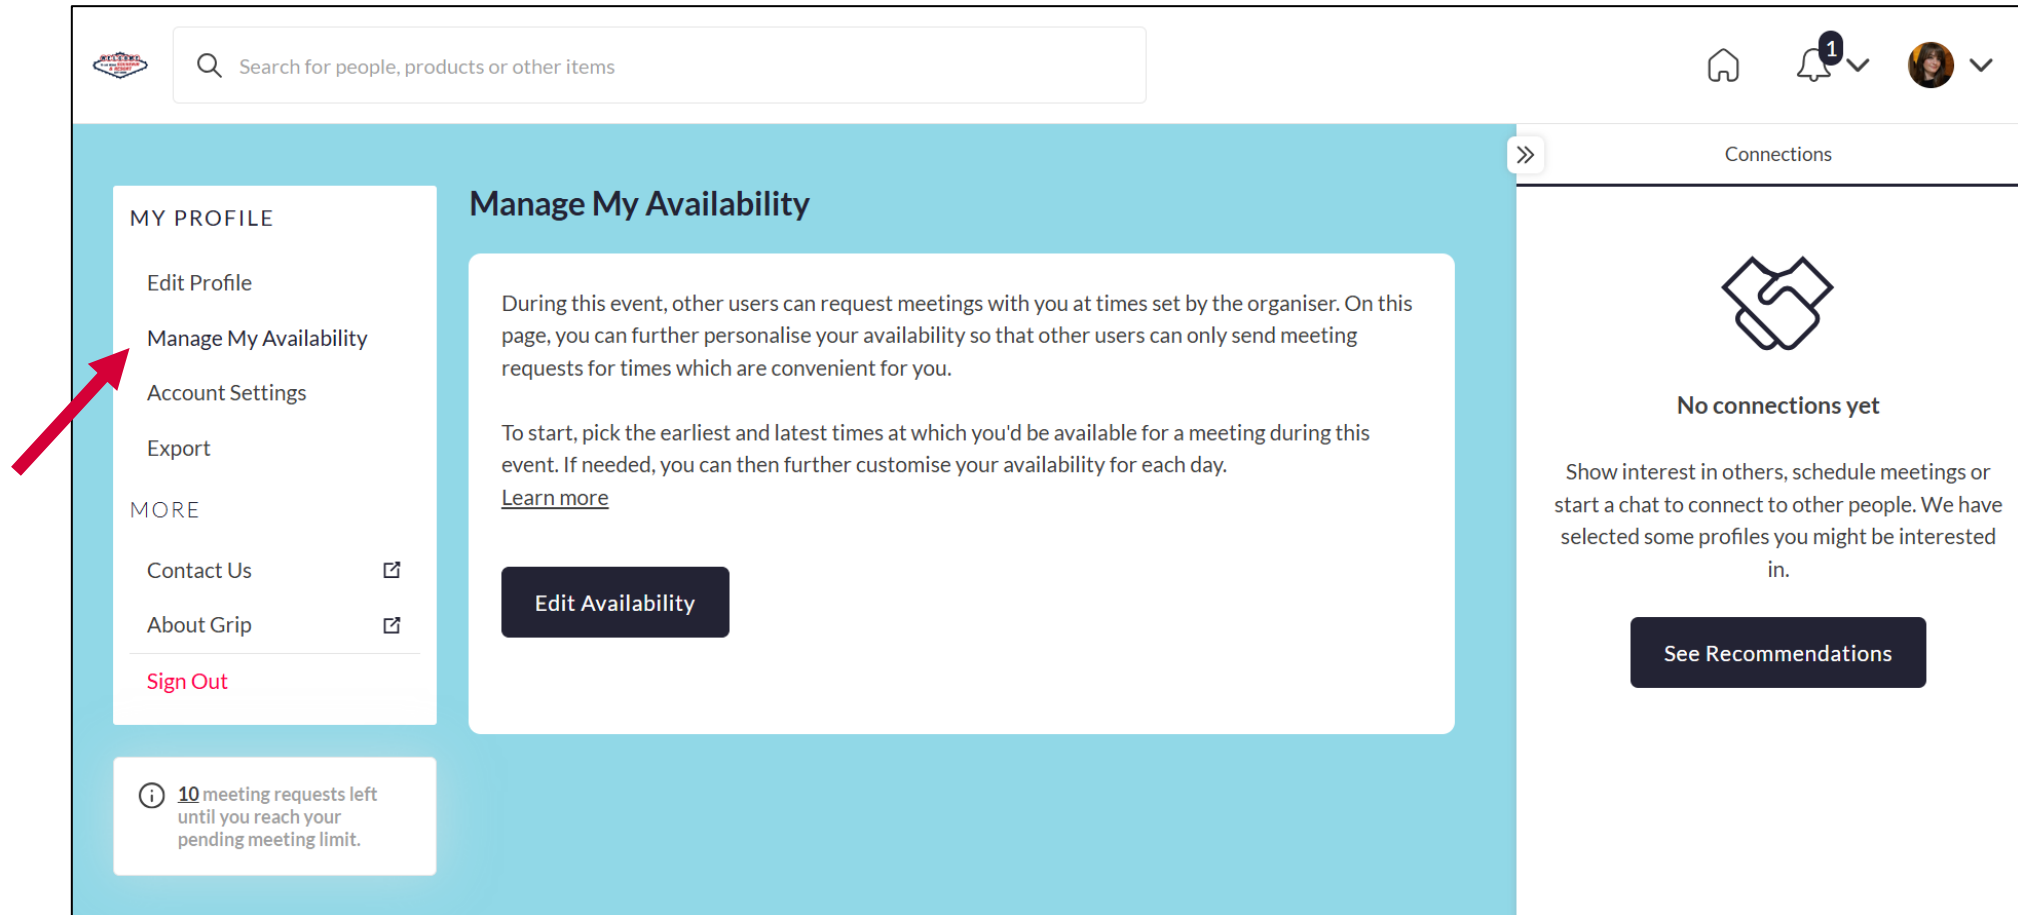 WELCOME
Search for people, products or other items
1
Connections
MY PROFILE
Edit Profile
Manage My Availability
Account Settings
Export
MORE
Contact Us
About Grip
Sign Out
10 meeting requests left
until you reach your
pending meeting limit.
Manage My Availability
During this event, other users can request meetings with you at times set by the organiser. On this
page, you can further personalise your availability so that other users can only send meeting
requests for times which are convenient for you.
To start, pick the earliest and latest times at which you'd be available for a meeting during this
event. If needed, you can then further customise your availability for each day.
Learn more
Edit Availability
No connections yet
Show interest in others, schedule meetings or
start a chat to connect to other people. We have
selected some profiles you might be interested
in.
See Recommendations